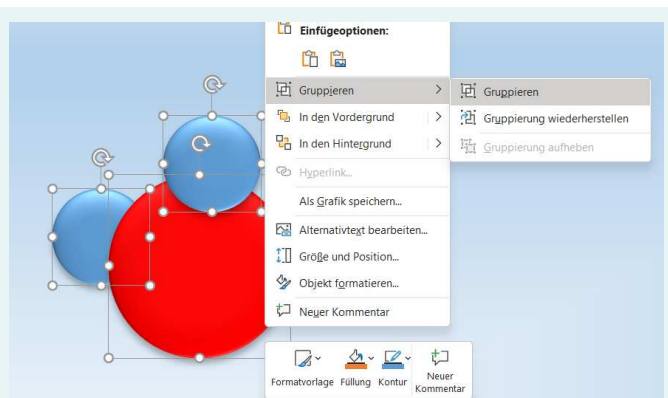 Einfügeoptionen:
Gruppieren
In den Vordergrund
In den Hintergrund
Hyperlink...
Als Grafik speichern...
Alternativtext bearbeiten...
Größe und Position...
Objekt formatieren...
Neuer Kommentar
Gruppieren
Gruppierung wiederherstellen
Gruppierung aufheben
Formatvorlage
Füllung
Kontur
Neuer
Kommentar